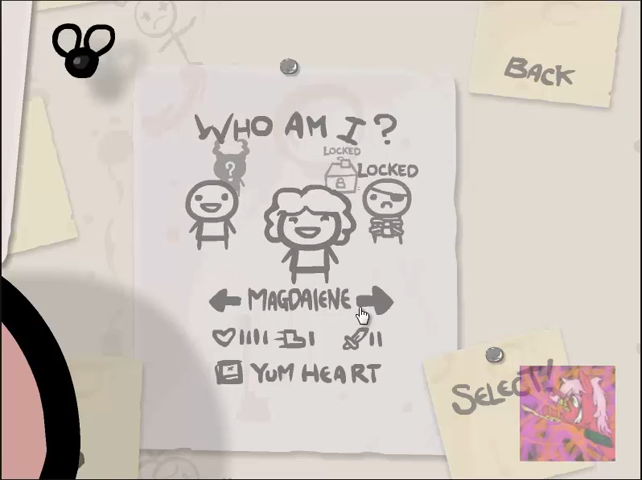 BACK
WHO AM I?
?
LOCKED
LOCKED
MAGDALENE
YUM HEART
SELECT!